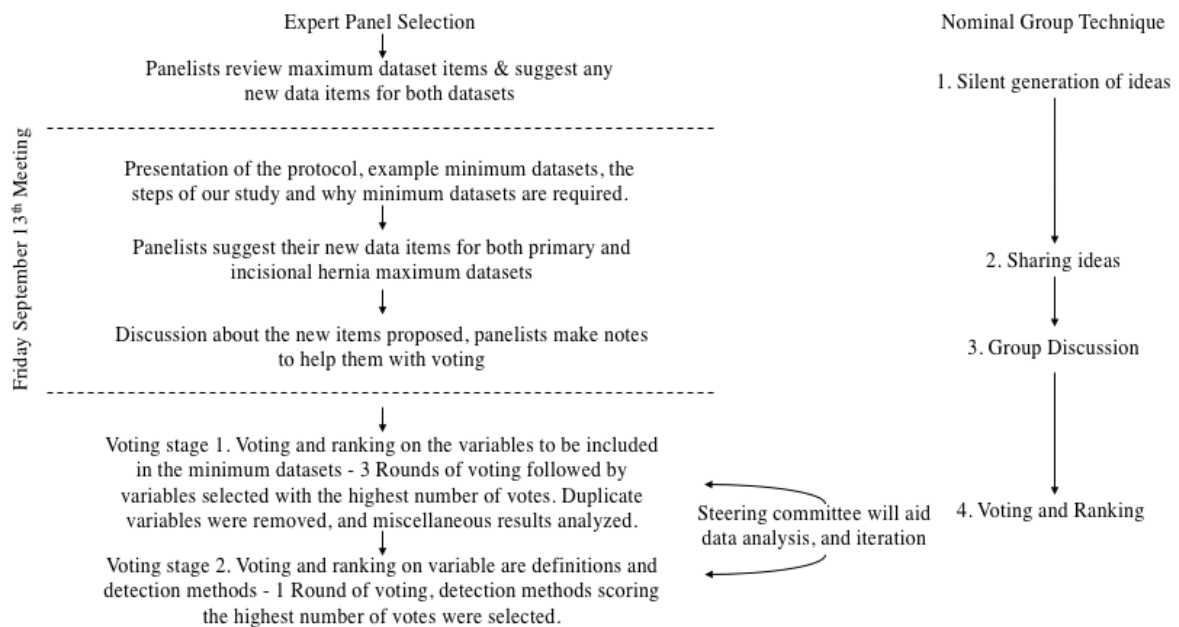 Expert Panel Selection
Panelists review maximum dataset items & suggest any
new data items for both datasets
Friday September 13th Meeting
Presentation of the protocol, example minimum datasets, the
steps of our study and why minimum datasets are required.
Panelists suggest their new data items for both primary and
incisional hernia maximum datasets
Discussion about the new items proposed, panelists make notes
to help them with voting
Voting stage 1. Voting and ranking on the variables to be included
in the minimum datasets - 3 Rounds of voting followed by
variables selected with the highest number of votes. Duplicate
variables were removed, and miscellaneous results analyzed.
Voting stage 2. Voting and ranking on variable are definitions and
detection methods - 1 Round of voting, detection methods scoring
the highest number of votes were selected.
Steering committee will aid
data analysis, and iteration
Nominal Group Technique
1. Silent generation of ideas
2. Sharing ideas
3. Group Discussion
4. Voting and Ranking